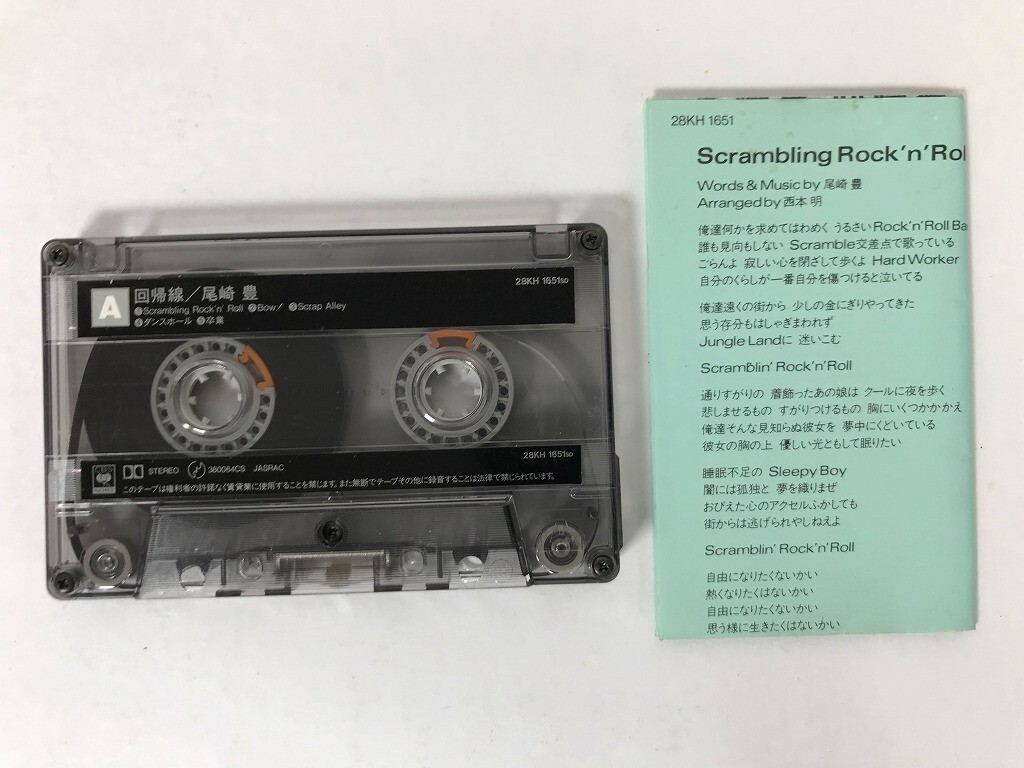 28KH 1651SD
A
回帰線/尾崎 豊
❶Scrambling Rock'n' Roll ❷Bow! ❸Scrap Alley
❹ダンスホール ❺卒業
28KH 1651SD
CBS
STEREO 380064CS JASRAC
このテープは権利者の許諾なく賃貸業に使用することを禁じます。また無断でテープその他に録音することは法律で禁じられています。
28KH 1651
Scrambling Rock'n'Rol
Words & Music by 尾崎 豊
Arranged by 西本 明
俺達何かを求めてはわめく うるさいRock'n'Roll Ba
誰も見向もしない Scramble交差点で歌っている
ごらんよ 寂しい心を閉ざして歩くよ Hard Worker
自分のくらしが一番自分を傷つけると泣いてる
俺達遠くの街から 少しの金にぎりやってきた
思う存分もはしゃぎまわれず
Jungle Landに 迷いこむ
Scramblin' Rock'n'Roll
通りすがりの 着飾ったあの娘は クールに夜を歩く
悲しませるもの すがりつけるもの 胸にいくつかかかえ
俺達そんな見知らぬ彼女を 夢中にくどいている
彼女の胸の上 優しい光ともして眠りたい
睡眠不足の Sleepy Boy
闇には孤独と 夢を織りまぜ
おびえた心のアクセルふかしても
街からは逃げられやしねえよ
Scramblin' Rock'n'Roll
自由になりたくないかい
熱くなりたくはないかい
自由になりたくないかい
思う様に生きたくはないかい